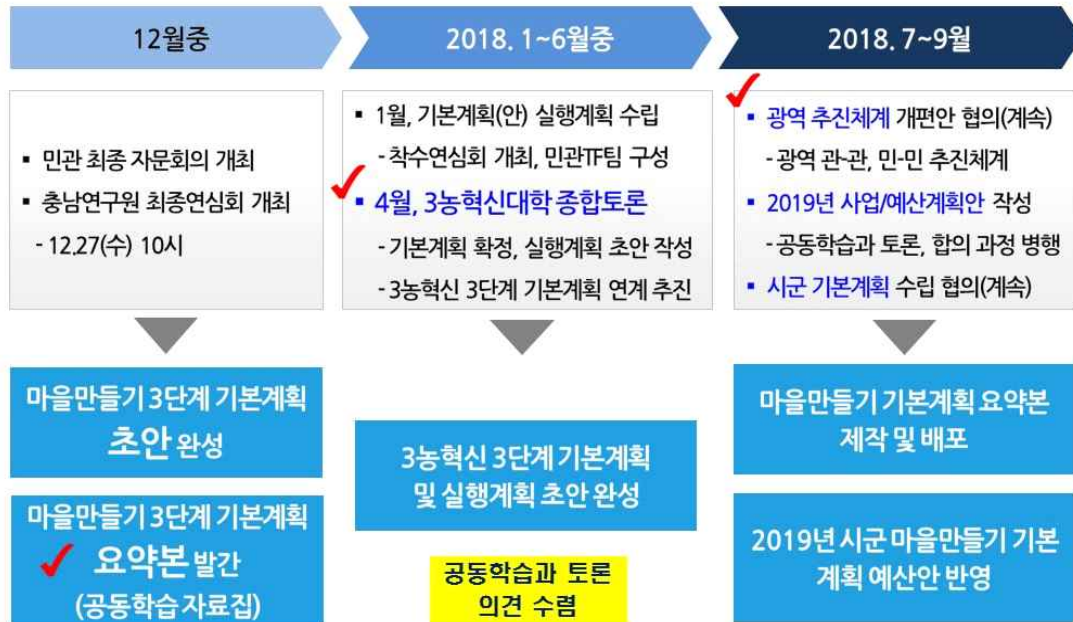 12월중
▪ 민관 최종 자문회의 개최
▪ 충남연구원 최종연심회 개최
- 12.27(수) 10시
마을만들기 3단계 기본계획
초안 완성
마을만들기 3단계 기본계획
요약본 발간
(공동학습 자료집)
2018. 1~6월중
▪ 1월, 기본계획(안) 실행계획 수립
- 착수연심회 개최, 민관TF팀 구성
▪ 4월, 3농혁신대학 종합토론
- 기본계획 확정, 실행계획 초안 작성
- 3농혁신 3단계 기본계획 연계 추진
3농혁신 3단계 기본계획
및 실행계획 초안 완성
공동학습과 토론
의견 수렴
2018. 7~9월
▪ 광역 추진체계 개편안 협의(계속)
- 광역 관-관, 민-민 추진체계
▪ 2019년 사업/예산계획안 작성
- 공동학습과 토론, 합의 과정 병행
▪ 시군 기본계획 수립 협의(계속)
마을만들기 기본계획 요약본
제작 및 배포
2019년 시군 마을만들기 기본
계획 예산안 반영